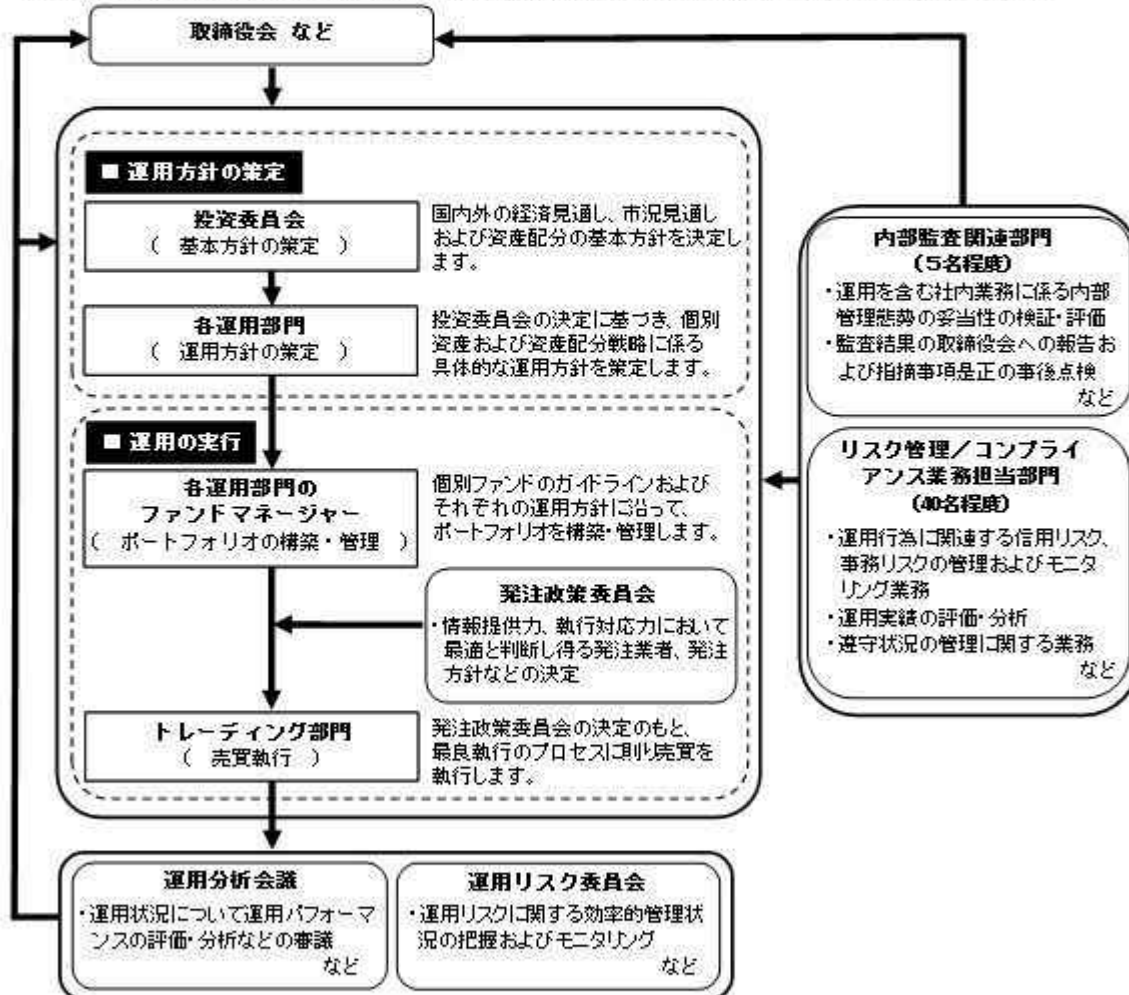 取締役会 など
■ 運用方針の策定
投資委員会
( 基本方針の策定 )
国内外の経済見通し、市況見通し
および資産配分の基本方針を決定し
ます。
各運用部門
( 運用方針の策定 )
投資委員会の決定に基づき、個別
資産および資産配分戦略に係る
具体的な運用方針を策定します。
■ 運用の実行
各運用部門の
ファンドマネージャー
( ポートフォリオの構築・管理 )
個別ファンドのガイドラインおよび
それぞれの運用方針に沿って、
ポートフォリオを構築・管理します。
発注政策委員会
・情報提供力、執行対応力において
最適と判断し得る発注業者、発注
方針などの決定
トレーディング部門
( 売買執行 )
発注政策委員会の決定のもと、
最良執行のプロセスに則り売買を
執行します。
内部監査関連部門
(5名程度)
・運用を含む社内業務に係る内部
管理態勢の妥当性の検証・評価
・監査結果の取締役会への報告お
よび指摘事項是正の事後点検
など
リスク管理/コンプライ
アンス業務担当部門
(40名程度)
・運用行為に関連する信用リスク、
事務リスクの管理およびモニタ
リング業務
・運用実績の評価・分析
・遵守状況の管理に関する業務
など
運用分析会議
・運用状況について運用パフォーマ
ンスの評価・分析などの審議
など
運用リスク委員会
・運用リスクに関する効率的管理状
況の把握およびモニタリング
など